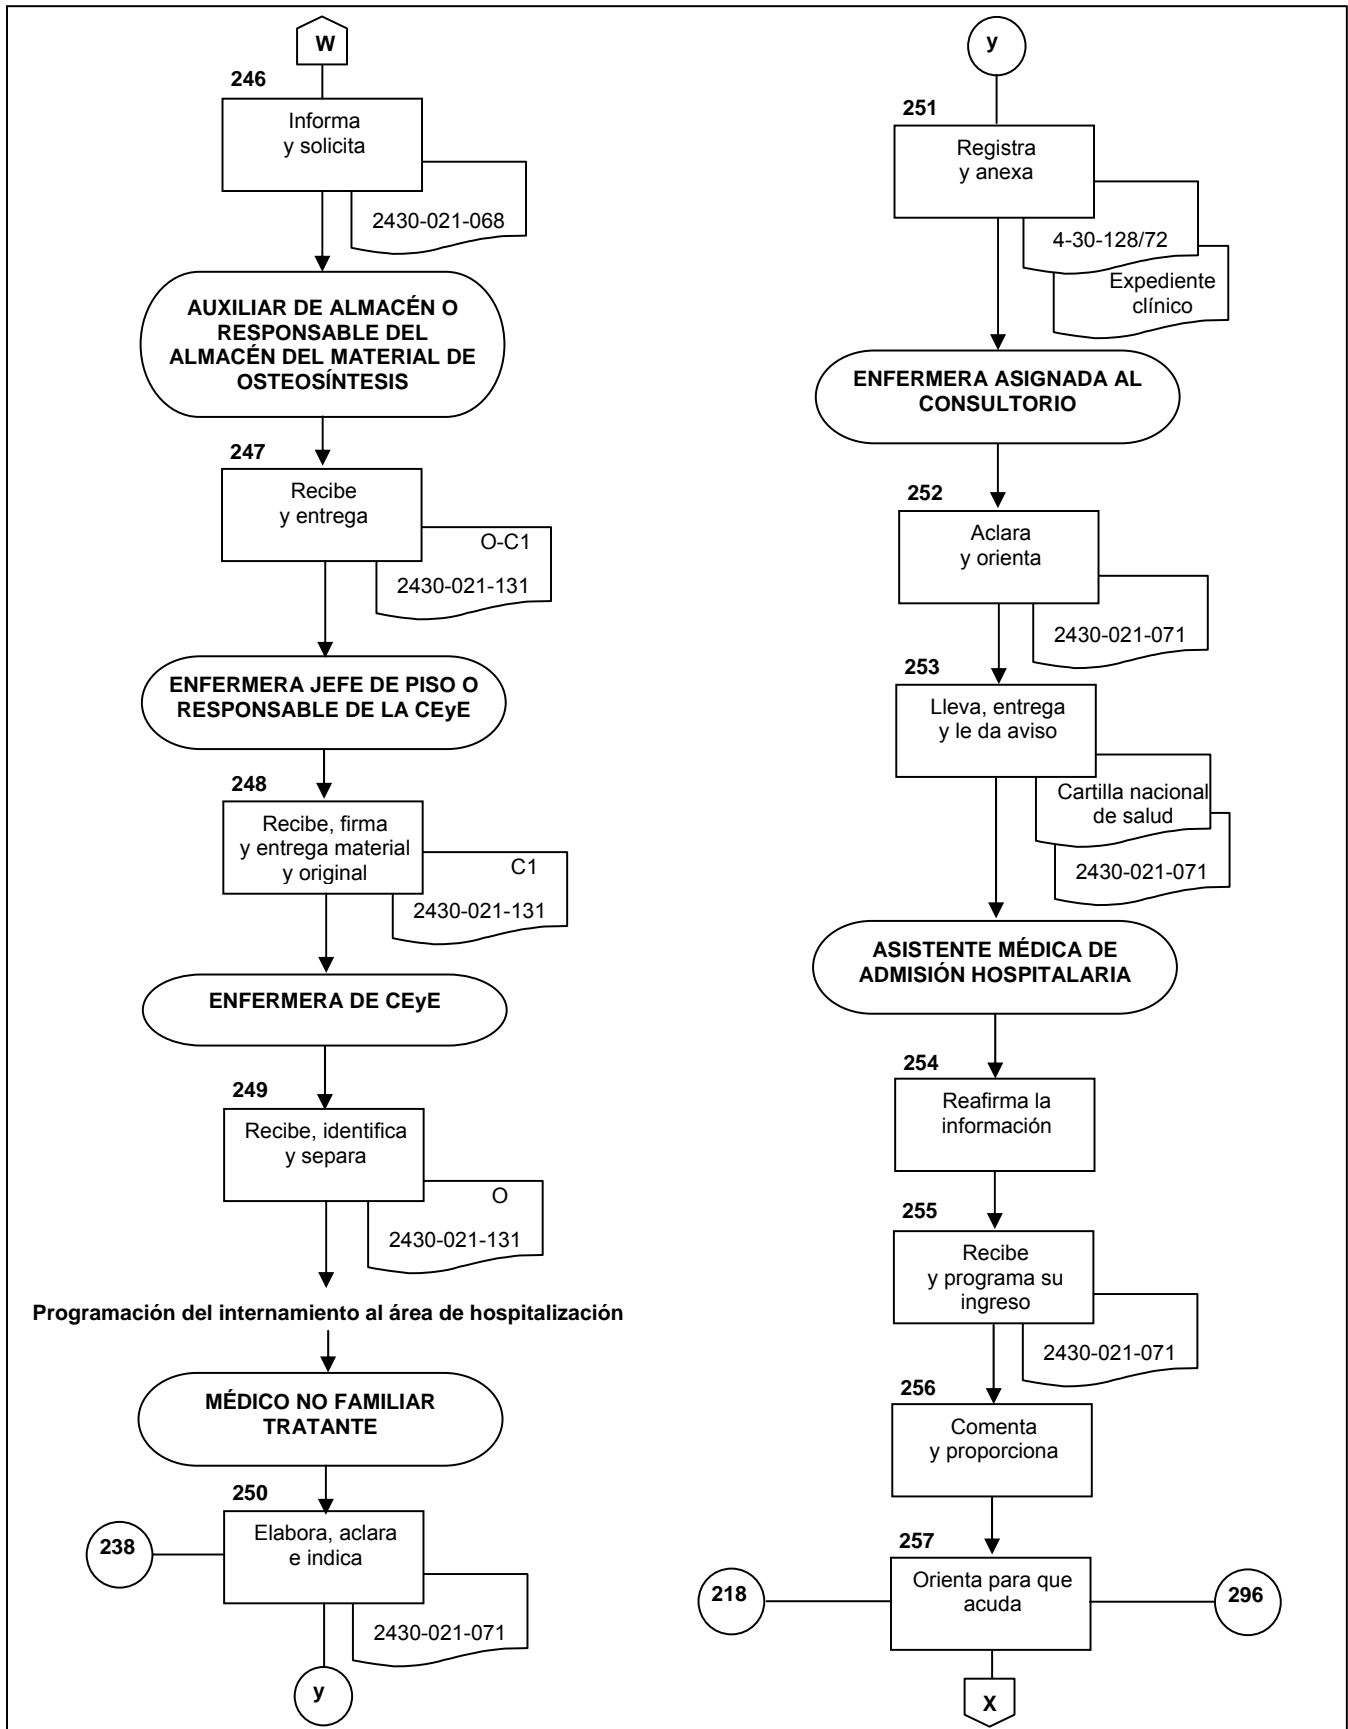 W
246
Informa
y solicita
2430-021-068
AUXILIAR DE ALMACÉN O
RESPONSABLE DEL
ALMACÉN DEL MATERIAL DE
OSTEOSÍNTESIS
247
Recibe
y entrega
O-C1
2430-021-131
ENFERMERA JEFE DE PISO O
RESPONSABLE DE LA CEyE
248
Recibe, firma
y entrega material
y original
C1
2430-021-131
ENFERMERA DE CEyE
249
Recibe, identifica
y separa
O
2430-021-131
Programación del internamiento al área de hospitalización
MÉDICO NO FAMILIAR
TRATANTE
250
238
Elabora, aclara
e indica
2430-021-071
y
y
251
Registra
y anexa
4-30-128/72
Expediente
clínico
ENFERMERA ASIGNADA AL
CONSULTORIO
252
Aclara
y orienta
2430-021-071
253
Lleva, entrega
y le da aviso
Cartilla nacional
de salud
2430-021-071
ASISTENTE MÉDICA DE
ADMISIÓN HOSPITALARIA
254
Reafirma la
información
255
Recibe
y programa su
ingreso
2430-021-071
256
Comenta
y proporciona
257
218
Orienta para que
acuda
296
X